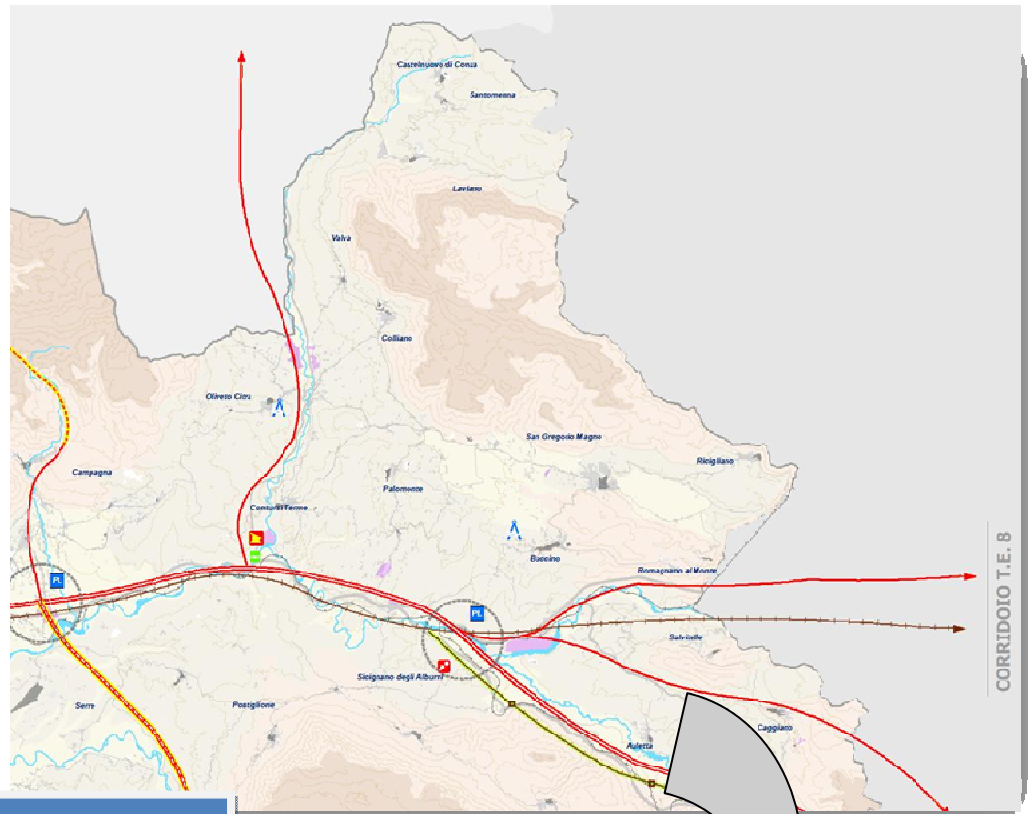 Castelnuovo di Conza
Santomenna
Laviano
Valva
Colliano
Oliveto Citra
San Gregorio Magno
Ricigliano
Campagna
Palomonte
Contursi Terme
Buccino
Romagnano al Monte
PL
PL
Salvitelle
Sicignano degli Alburni
Serre
Postiglione
Caggiano
Auletta
CORRIDOIO T.E. B